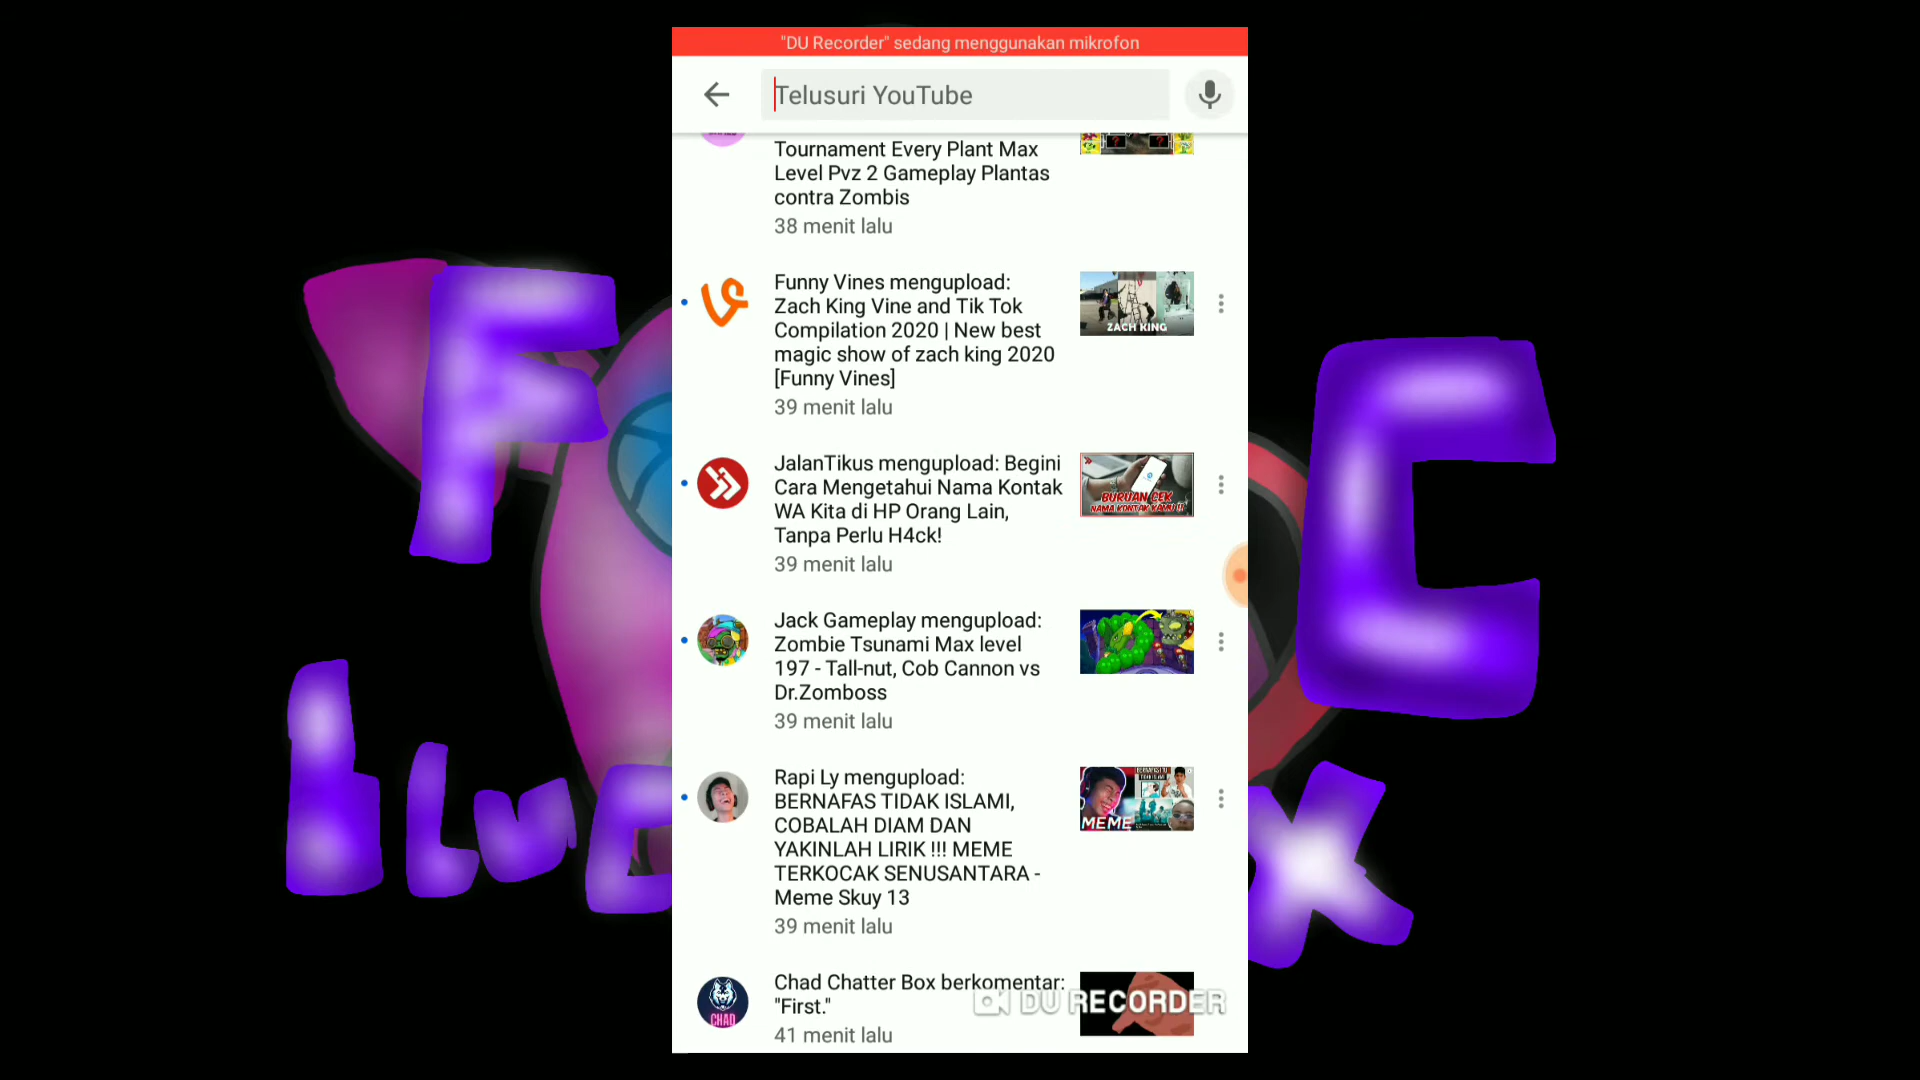 "DU Recorder" sedang menggunakan mikrofon
Telusuri YouTube
Tournament Every Plant Max
Level Pvz 2 Gameplay Plantas
contra Zombis
38 menit lalu
Funny Vines mengupload:
Zach King Vine and Tik Tok
Compilation 2020 | New best
magic show of zach king 2020
[Funny Vines]
39 menit lalu
ZACH KING
JalanTikus mengupload: Begini
Cara Mengetahui Nama Kontak
WA Kita di HP Orang Lain,
Tanpa Perlu H4ck!
39 menit lalu
BURUAN CEK
NAMA KONTAK KAMU !!
Jack Gameplay mengupload:
Zombie Tsunami Max level
197 - Tall-nut, Cob Cannon vs
Dr.Zomboss
39 menit lalu
Rapi Ly mengupload:
BERNAFAS TIDAK ISLAMI,
COBALAH DIAM DAN
YAKINLAH LIRIK !!! MEME
TERKOCAK SENUSANTARA -
Meme Skuy 13
39 menit lalu
MEME
Chad Chatter Box berkomentar:
"First."
41 menit lalu
CHAD
DU RECORDER
F
C